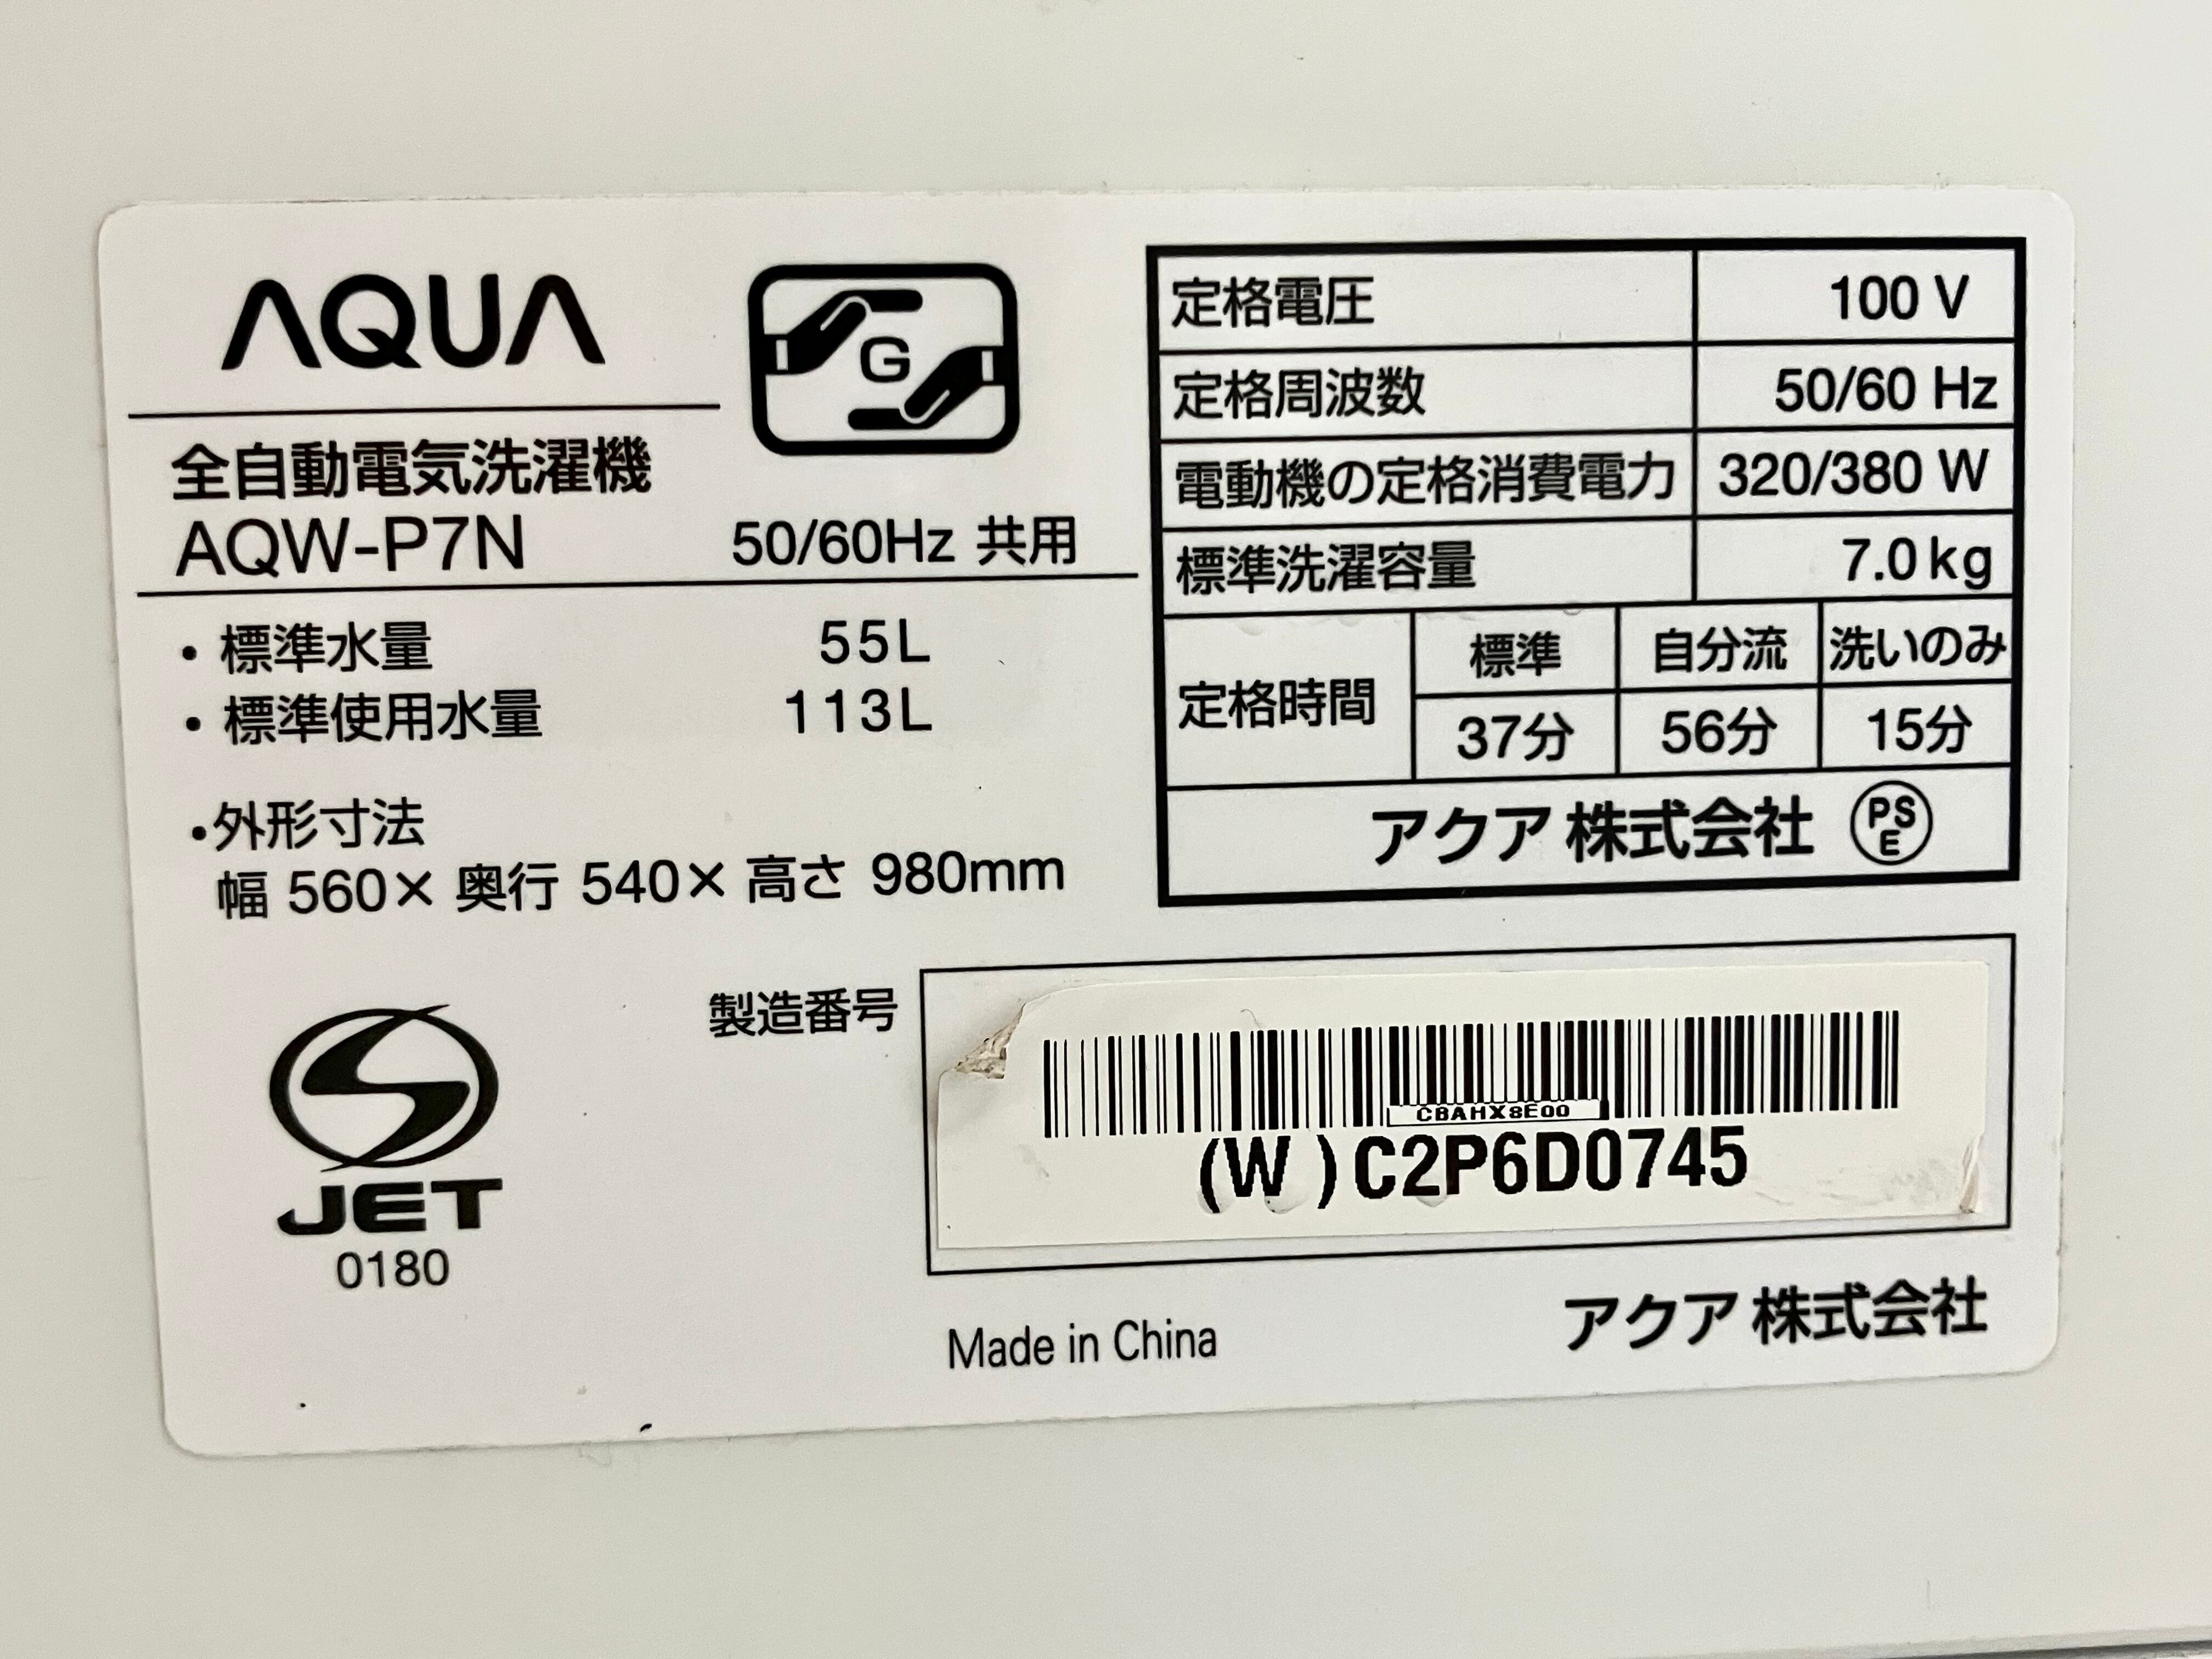 AQUA
G
全自動電気洗濯機
AQW-P7N 50/60Hz 共用
・標準水量 55L
・標準使用水量 113L
・外形寸法
幅 560× 奥行 540× 高さ 980mm
JET
0180
定格電圧 100 V
定格周波数 50/60 Hz
電動機の定格消費電力 320/380 W
標準洗濯容量 7.0kg
定格時間 標準 自分流 洗いのみ
37分 56分 15分
アクア 株式会社 PSE
製造番号
CBAHX8E00
(W )C2P6D0745
Made in China
アクア 株式会社